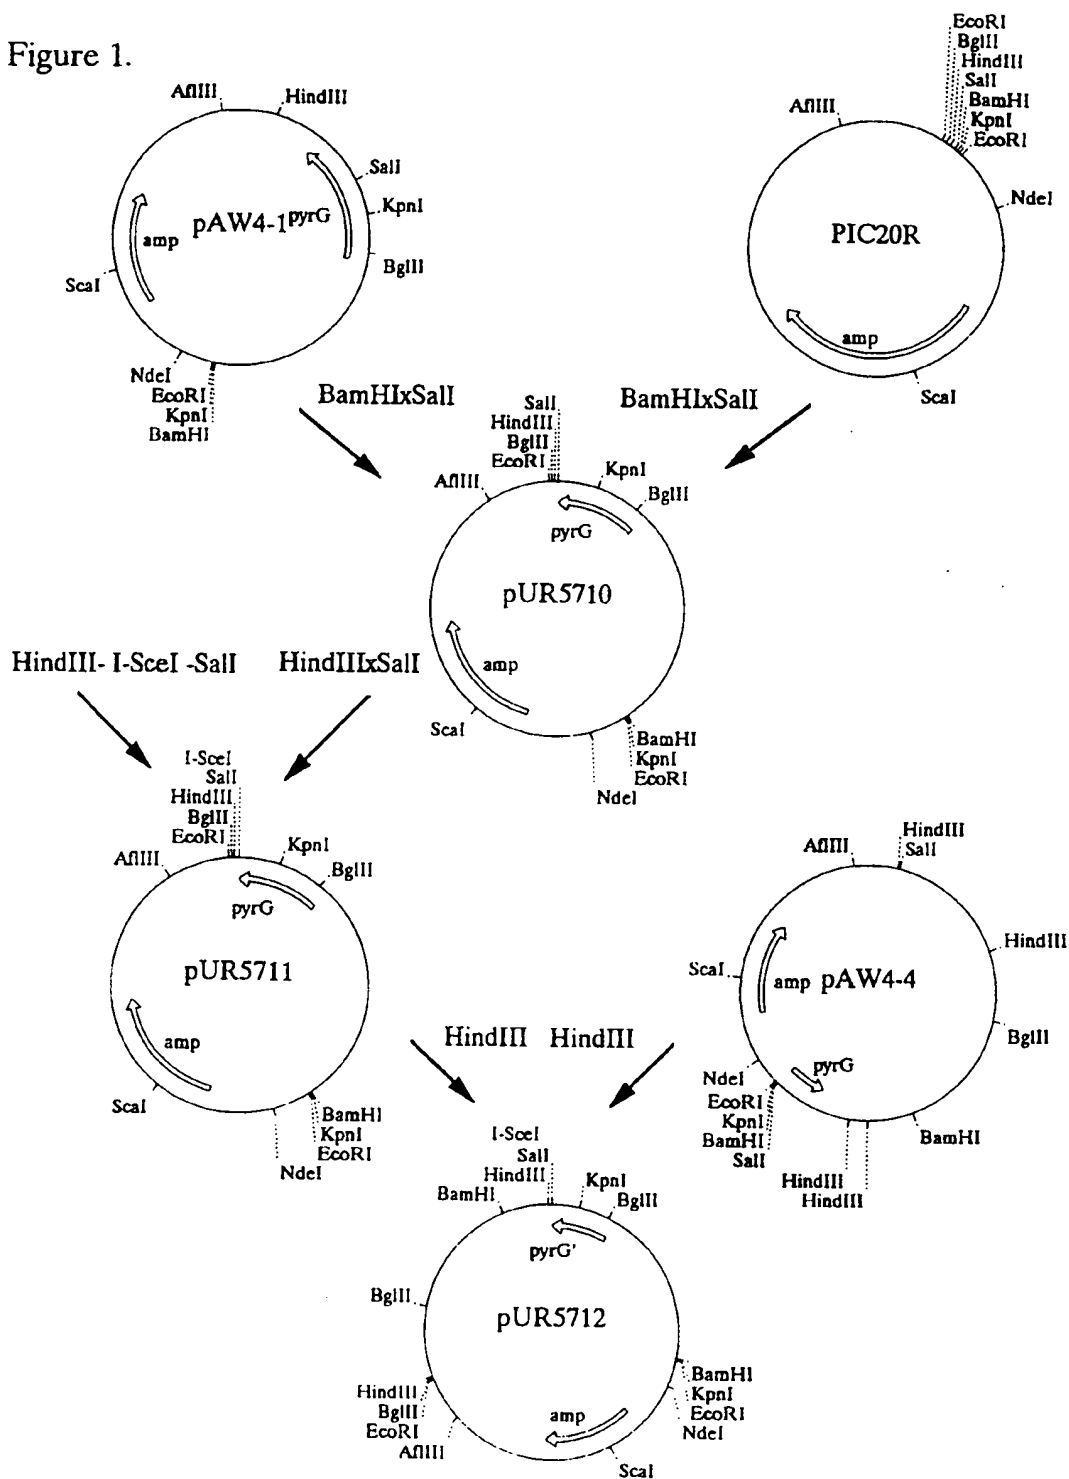 Figure 1.
AflIII
HindIII
SalI
KpnI
BglII
pyrG
pAW4-1
amp
ScaI
NdeI
EcoRI
KpnI
BamHI
EcoRI
BglII
HindIII
SalI
BamHI
KpnI
EcoRI
AflIII
NdeI
PIC20R
amp
ScaI
BamHIxSalI
BamHIxSalI
SalI
HindIII
BglII
EcoRI
AflIII
KpnI
BglII
pyrG
pUR5710
amp
ScaI
BamHI
KpnI
EcoRI
NdeI
HindIII- I-SceI -SalI
HindIIIxSalI
I-SceI
SalI
HindIII
BglII
EcoRI
AflIII
KpnI
BglII
pyrG
pUR5711
amp
ScaI
BamHI
KpnI
EcoRI
NdeI
AflIII
HindIII
SalI
HindIII
ScaI
amp
pAW4-4
BglII
NdeI
pyrG
EcoRI
KpnI
BamHI
SalI
BamHI
HindIII
HindIII
HindIII
HindIII
I-SceI
SalI
HindIII
BamHI
KpnI
BglII
pyrG'
BglII
pUR5712
HindIII
BglII
EcoRI
AflIII
amp
BamHI
KpnI
EcoRI
NdeI
ScaI